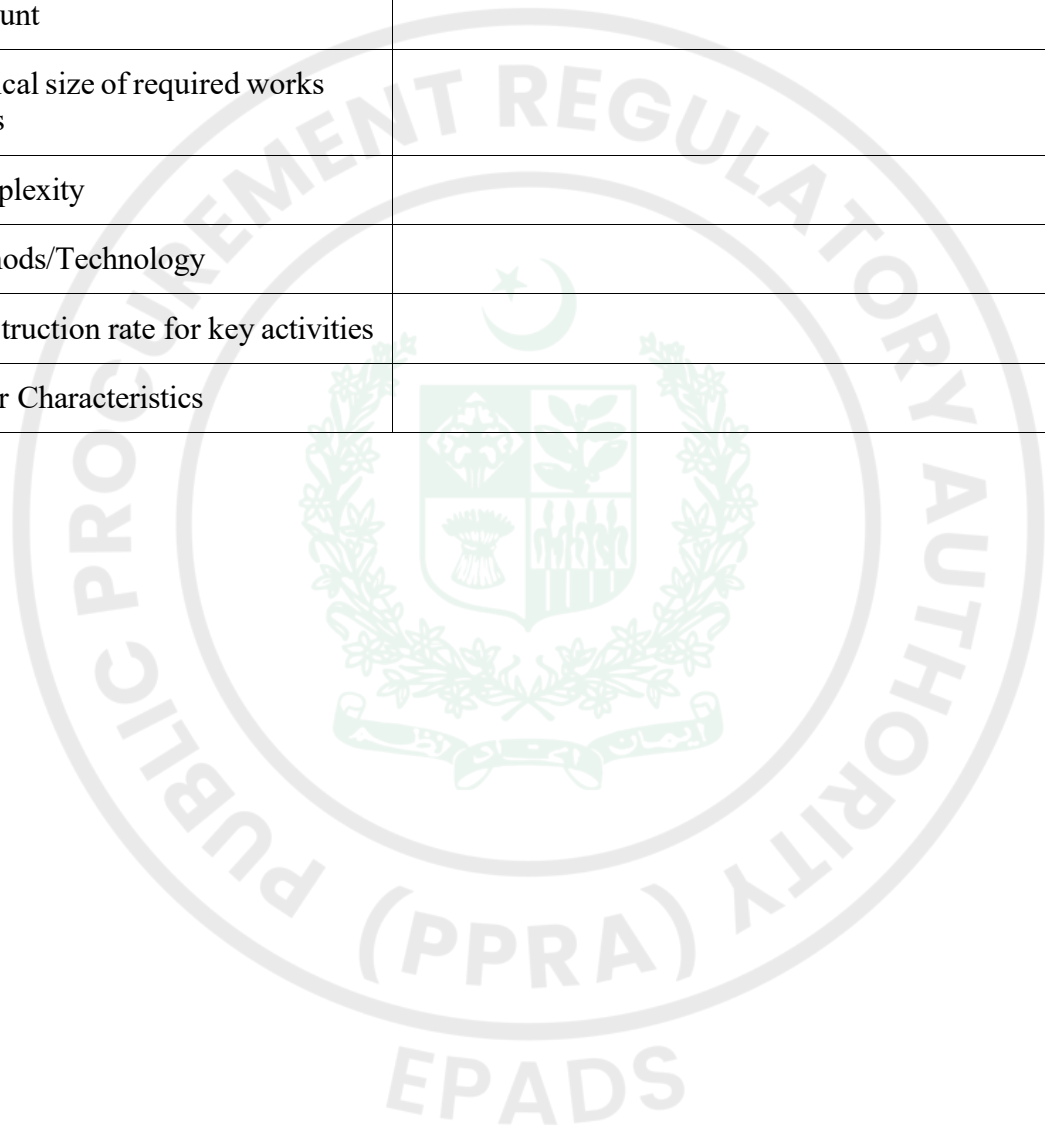 unt
ical size of required works
s
plexity
hods/Technology
truction rate for key activities
r Characteristics
PUBLIC PROCUREMENT REGULATORY AUTHORITY
(PPRA)
EPADS